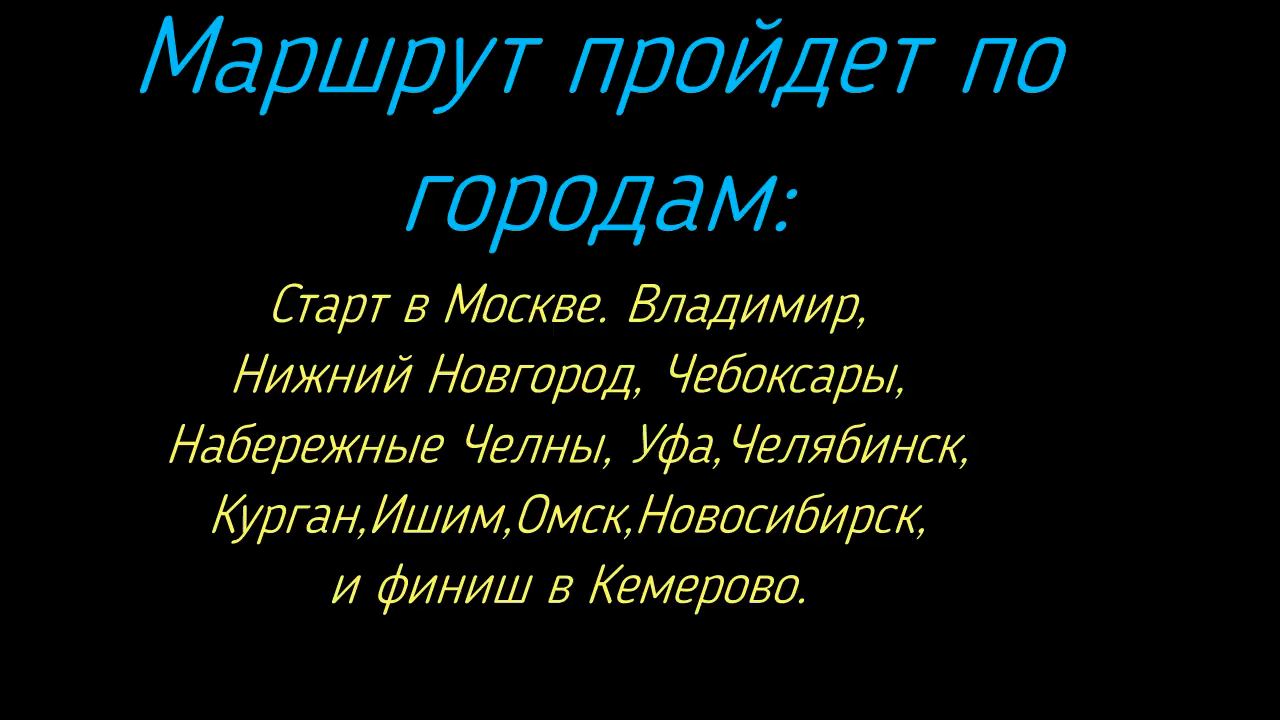 Маршрут пройдет по
городам:
Старт в Москве. Владимир,
Нижний Новгород, Чебоксары,
Набережные Челны, Уфа,Челябинск,
Курган,Ишим,Омск,Новосибирск,
и финиш в Кемерово.